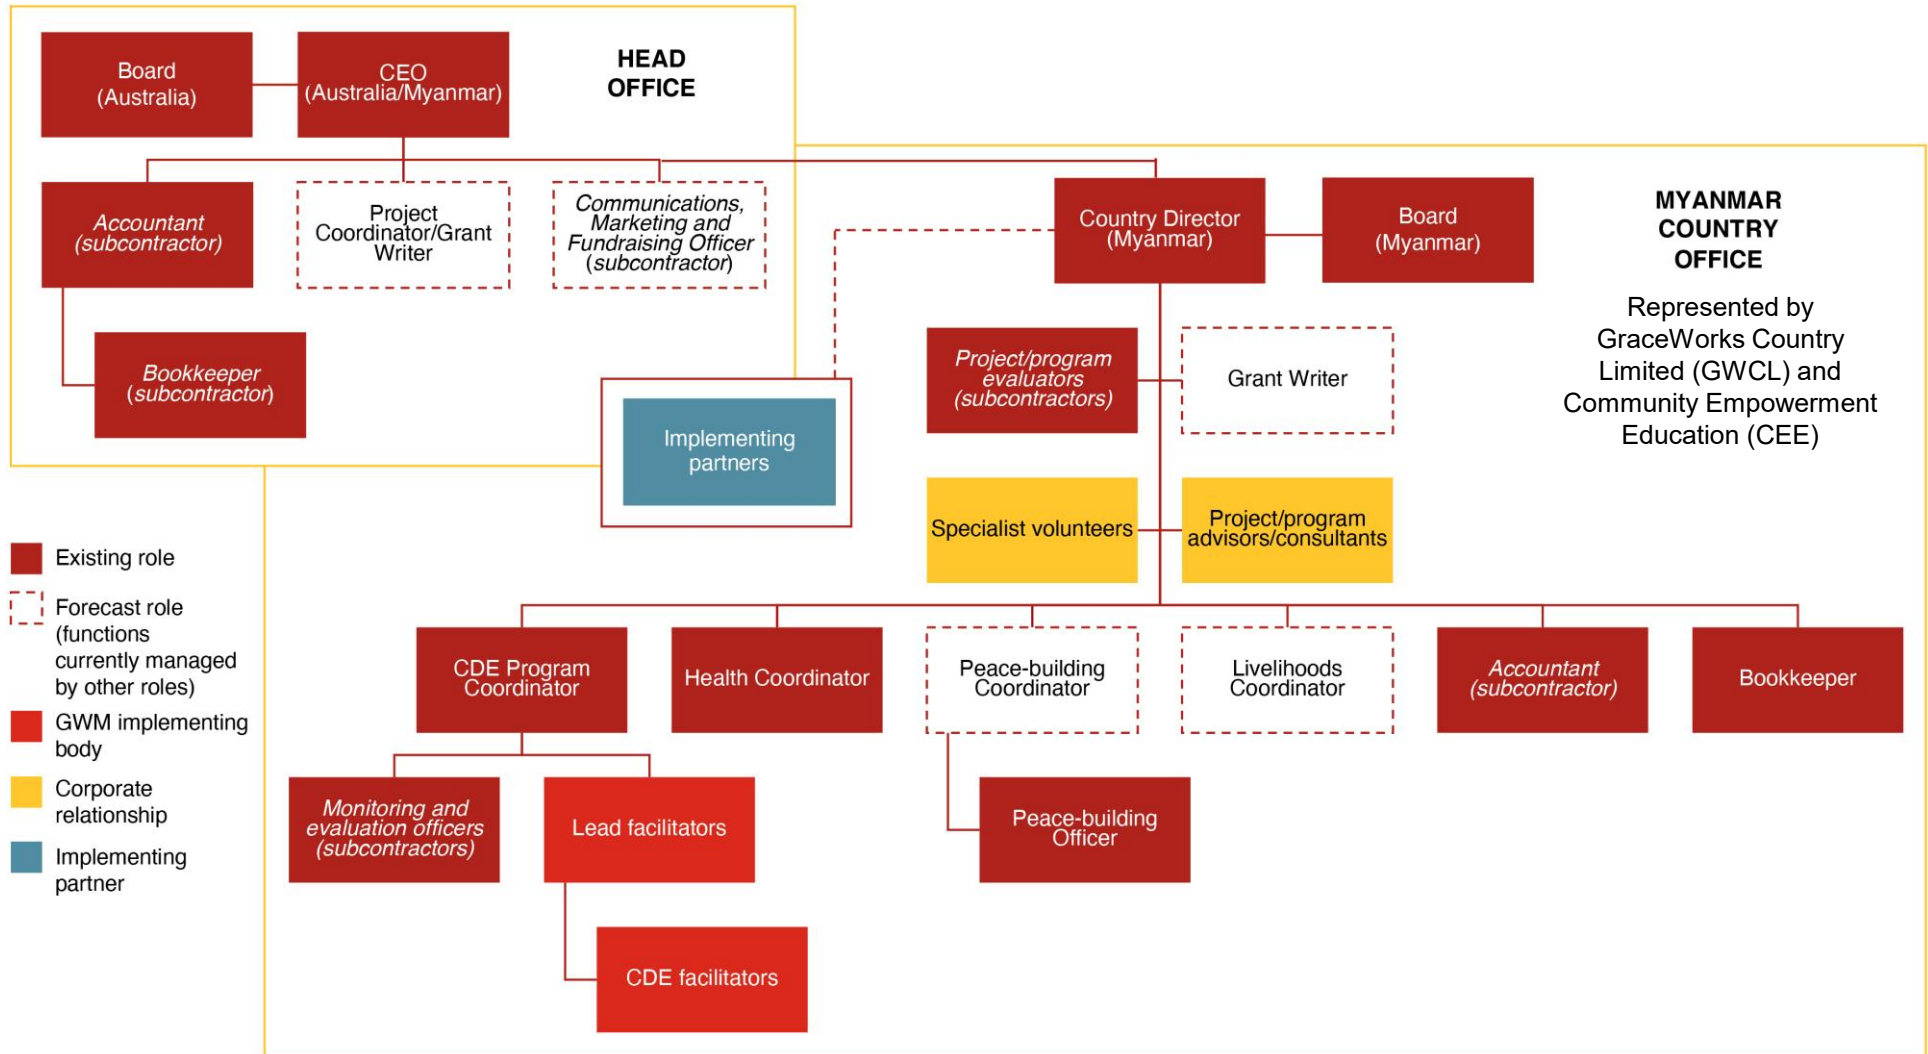 Board
(Australia)
CEO
(Australia/Myanmar)
HEAD
OFFICE
Accountant
(subcontractor)
Project
Coordinator/Grant
Writer
Communications,
Marketing and
Fundraising Officer
(subcontractor)
Bookkeeper
(subcontractor)
Country Director
(Myanmar)
Board
(Myanmar)
MYANMAR
COUNTRY
OFFICE
Represented by
GraceWorks Country
Limited (GWCL) and
Community Empowerment
Education (CEE)
Project/program
evaluators
(subcontractors)
Grant Writer
Implementing
partners
Specialist volunteers
Project/program
advisors/consultants
Existing role
Forecast role
(functions
currently managed
by other roles)
GWM implementing
body
Corporate
relationship
Implementing
partner
CDE Program
Coordinator
Health Coordinator
Peace-building
Coordinator
Livelihoods
Coordinator
Accountant
(subcontractor)
Bookkeeper
Monitoring and
evaluation officers
(subcontractors)
Lead facilitators
Peace-building
Officer
CDE facilitators